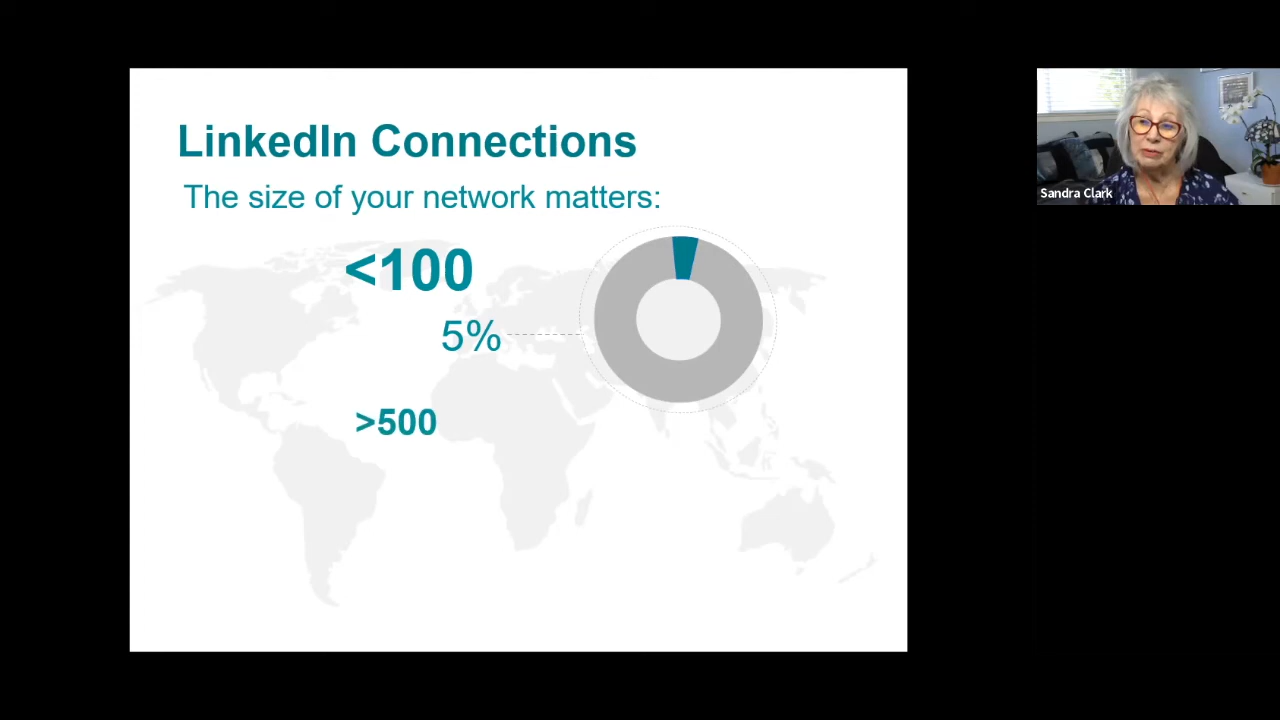 LinkedIn Connections
The size of your network matters:
<100
5%
>500
Sandra Clark